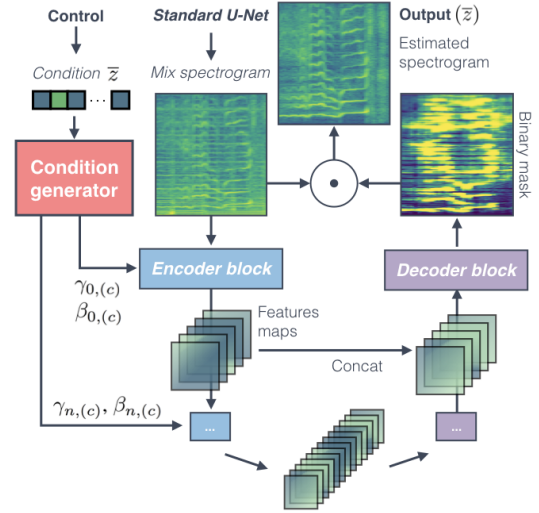 Control
Condition z̅
...
Condition
generator
Standard U-Net
Mix spectrogram
Output (z̅)
Estimated
spectrogram
Binary mask
Encoder block
Decoder block
γ₀,₍c₎
β₀,₍c₎
Features
maps
Concat
γₙ,₍c₎, βₙ,₍c₎
...
...